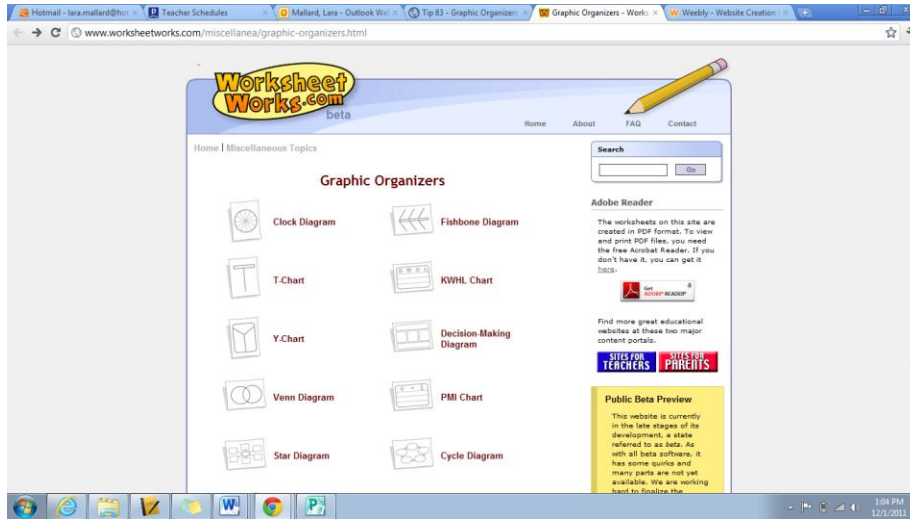 Hotmail - lara.mallard@hot
Teacher Schedules
Mallard, Lara - Outlook Web
Tip 83 - Graphic Organizers
Graphic Organizers - Works
Weebly - Website Creation
www.worksheetworks.com/miscellanea/graphic-organizers.html
Worksheet
Works.com
beta
Home About FAQ Contact
Home | Miscellaneous Topics
Search
Go
Graphic Organizers
Clock Diagram
Fishbone Diagram
T-Chart
KWHL Chart
Y-Chart
Decision-Making
Diagram
Venn Diagram
PMI Chart
Star Diagram
Cycle Diagram
Adobe Reader
The worksheets on this site are
created in PDF format. To view
and print PDF files, you need
the free Acrobat Reader. If you
don't have it, you can get it
here.
Get
ADOBE® READER®
Find more great educational
websites at these two major
content portals.
SITES FOR
TEACHERS
SITES FOR
PARENTS
Public Beta Preview
This website is currently
in the late stages of its
development, a state
referred to as beta. As
with all beta software, it
has some quirks and
many parts are not yet
available. We are working
hard to finalize the
1:04 PM
12/1/2011